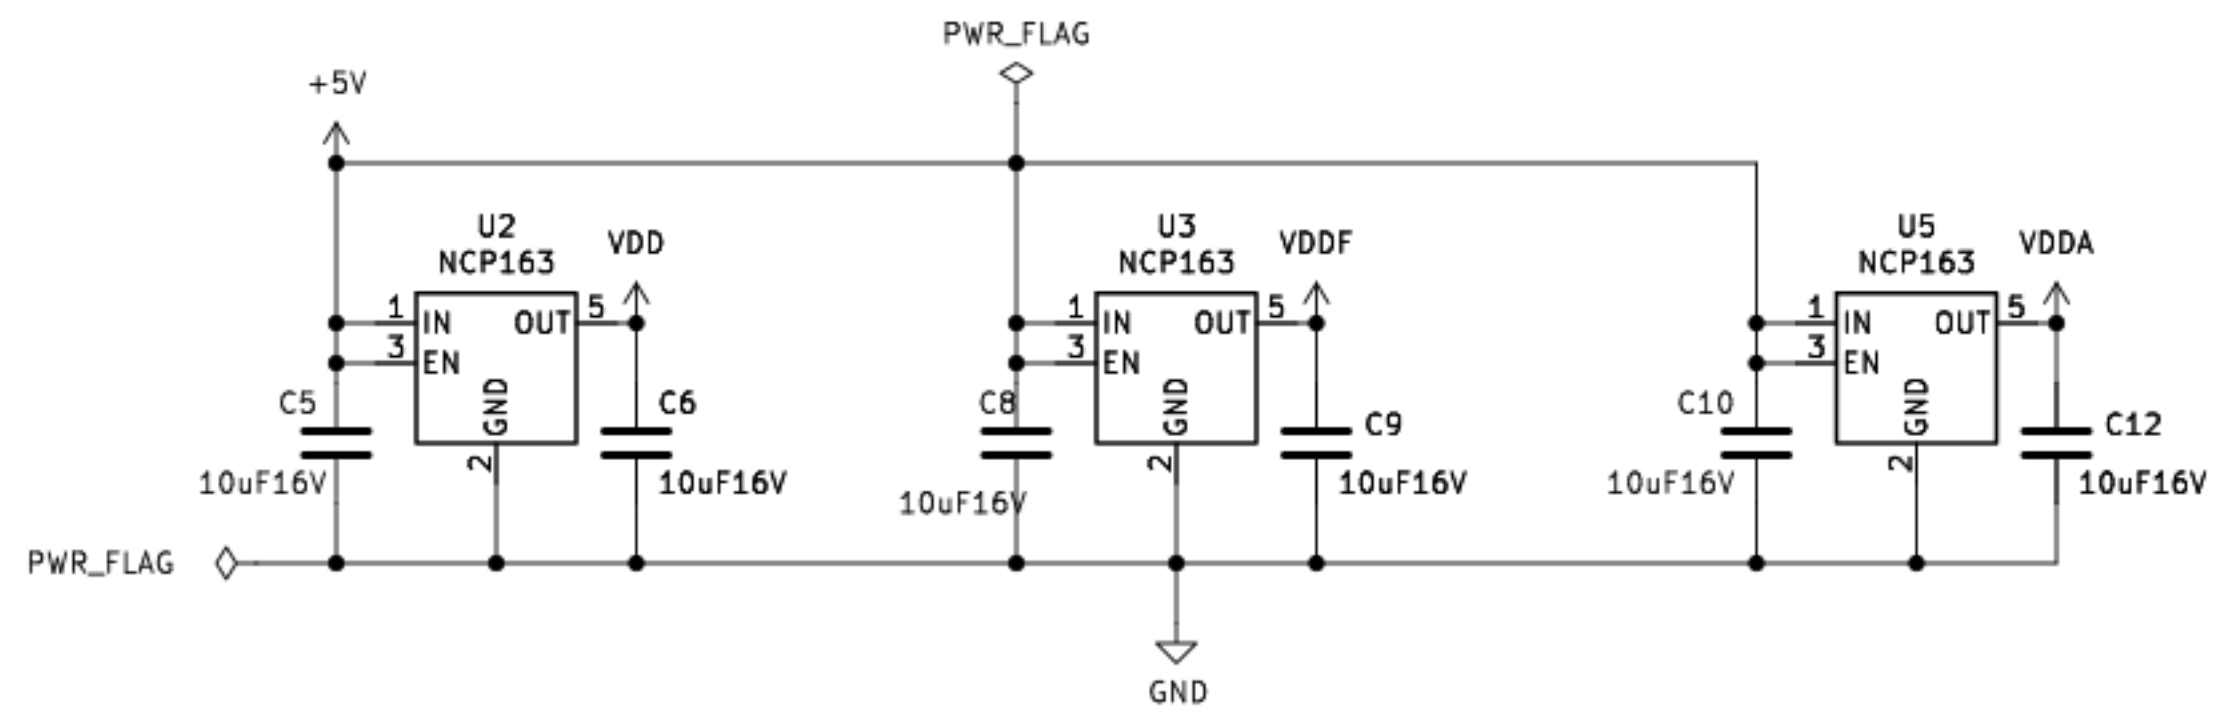 PWR_FLAG
+5V
U2
NCP163
VDD
1
IN
OUT
5
3
EN
GND
2
C5
10uF16V
C6
10uF16V
U3
NCP163
VDDF
1
IN
OUT
5
3
EN
GND
2
C8
10uF16V
C9
10uF16V
U5
NCP163
VDDA
1
IN
OUT
5
3
EN
GND
2
C10
10uF16V
C12
10uF16V
PWR_FLAG
GND